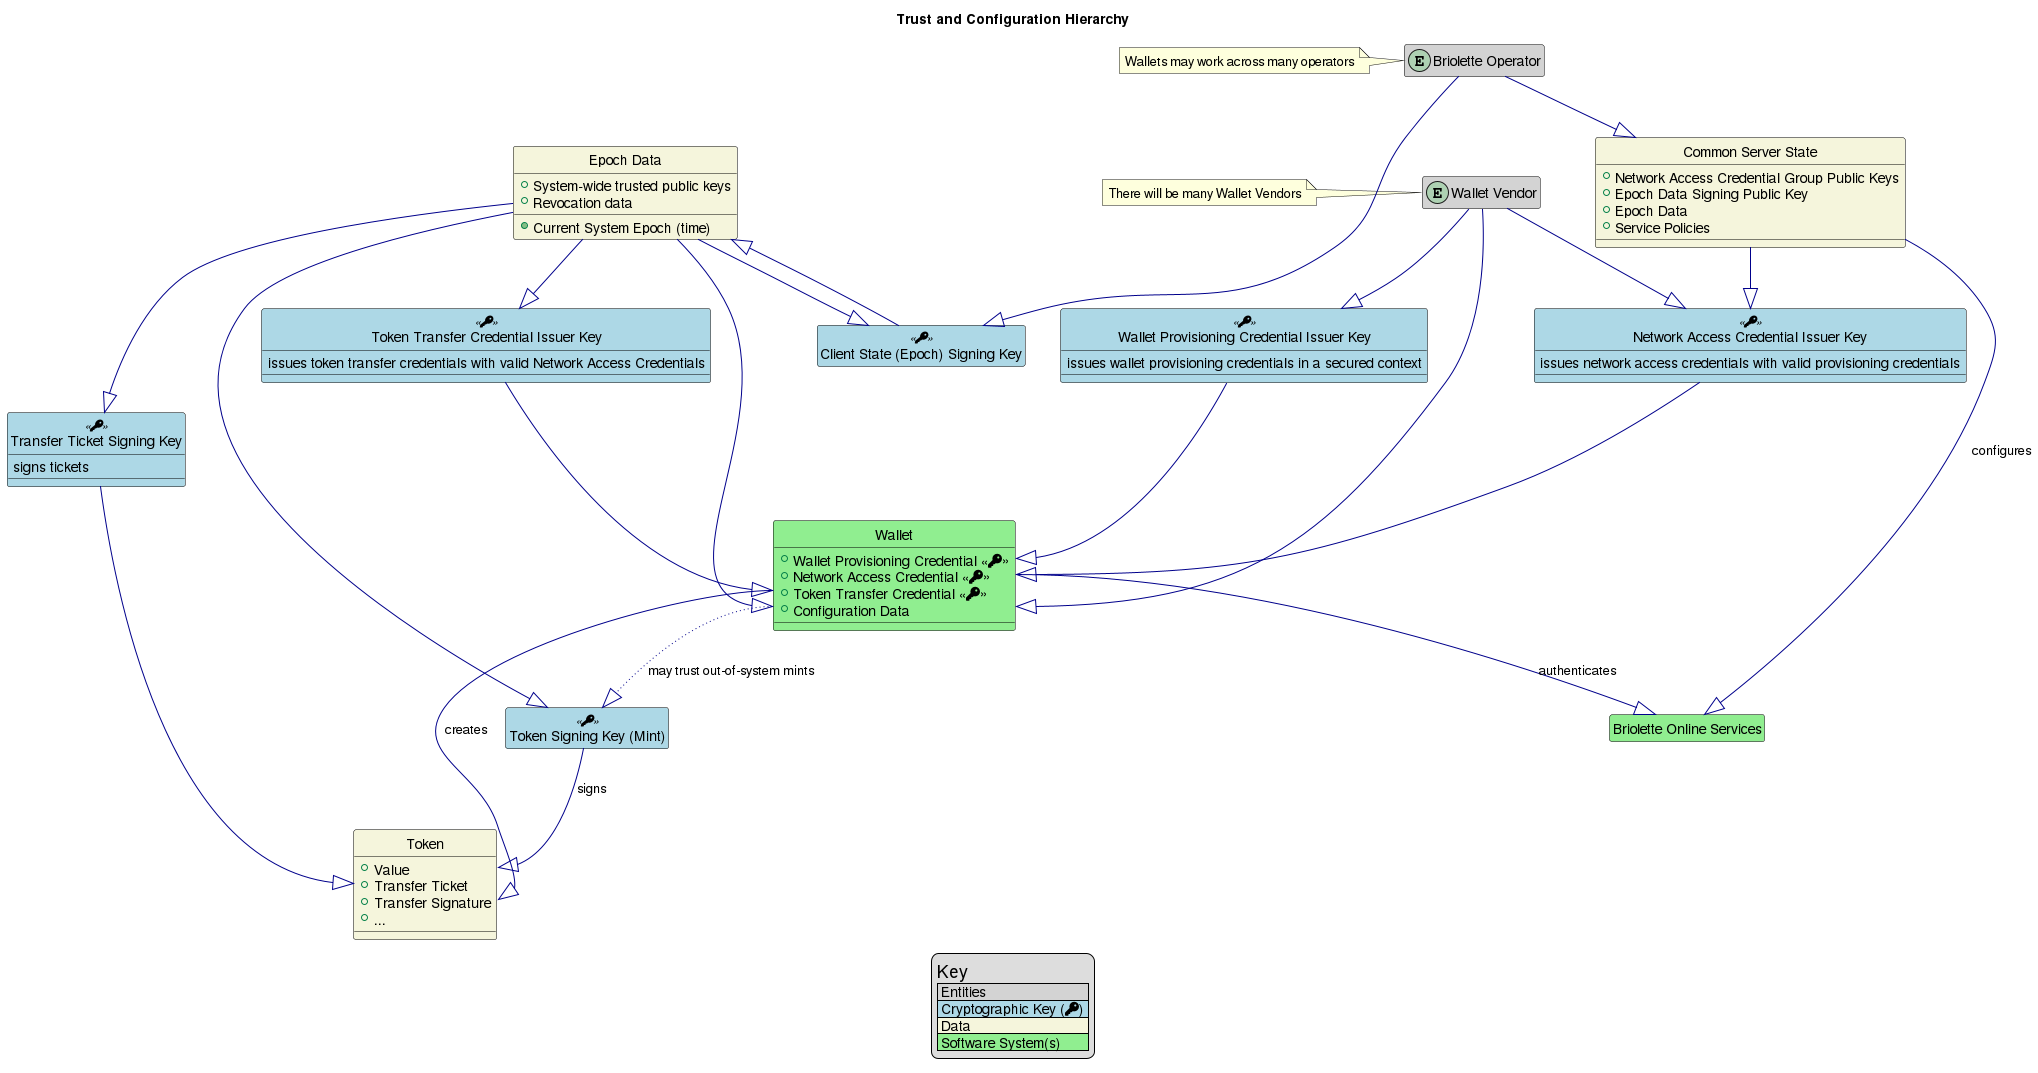 Trust and Configuration Hierarchy
Wallets may work across many operators
E Briolette Operator
Epoch Data
System-wide trusted public keys
Revocation data
Current System Epoch (time)
There will be many Wallet Vendors
E Wallet Vendor
Common Server State
Network Access Credential Group Public Keys
Epoch Data Signing Public Key
Epoch Data
Service Policies
«»
Token Transfer Credential Issuer Key
issues token transfer credentials with valid Network Access Credentials
«»
Client State (Epoch) Signing Key
«»
Wallet Provisioning Credential Issuer Key
issues wallet provisioning credentials in a secured context
«»
Network Access Credential Issuer Key
issues network access credentials with valid provisioning credentials
«»
Transfer Ticket Signing Key
signs tickets
configures
Wallet
Wallet Provisioning Credential «»
Network Access Credential «»
Token Transfer Credential «»
Configuration Data
may trust out-of-system mints
authenticates
creates
«»
Token Signing Key (Mint)
Briolette Online Services
signs
Token
Value
Transfer Ticket
Transfer Signature
...
Key
Entities
Cryptographic Key ()
Data
Software System(s)